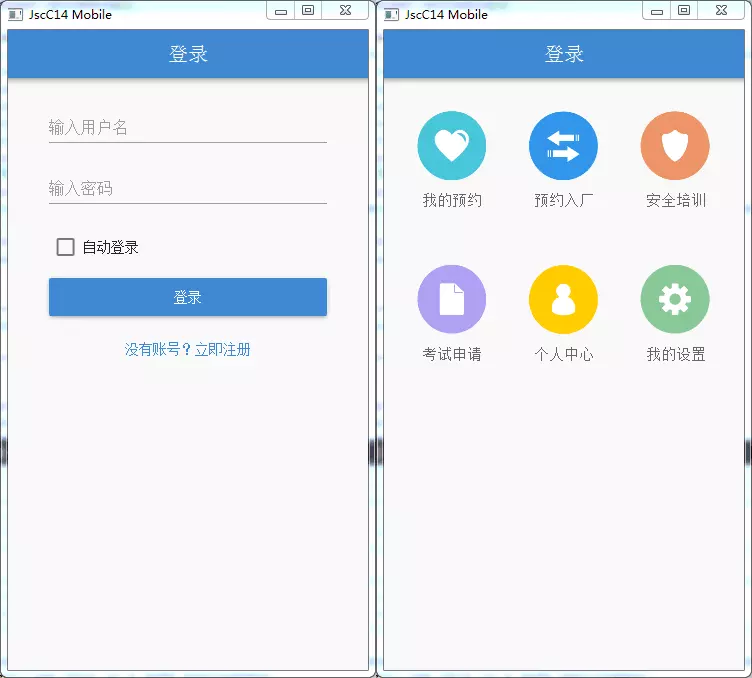 JscC14 Mobile
登录
输入用户名
输入密码
自动登录
登录
没有账号？立即注册
JscC14 Mobile
登录
我的预约
预约入厂
安全培训
考试申请
个人中心
我的设置